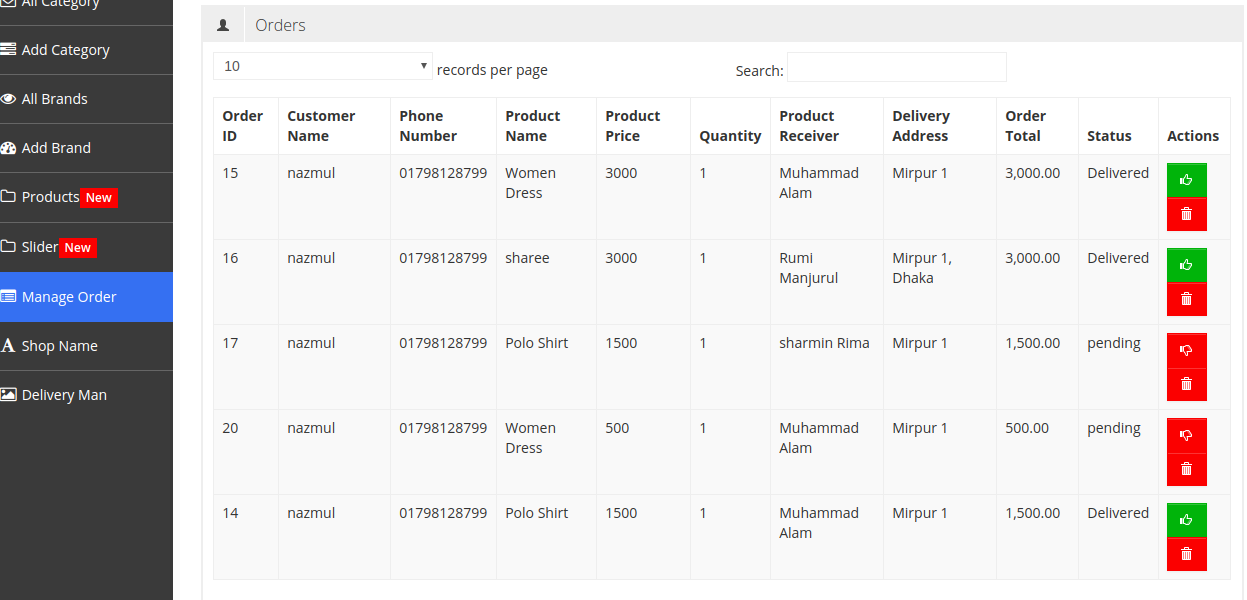 All Category
Add Category
All Brands
Add Brand
Products New
Slider New
Manage Order
Shop Name
Delivery Man
Orders
10 records per page Search:
Order ID Customer Name Phone Number Product Name Product Price Quantity Product Receiver Delivery Address Order Total Status Actions
15 nazmul 01798128799 Women Dress 3000 1 Muhammad Alam Mirpur 1 3,000.00 Delivered
16 nazmul 01798128799 sharee 3000 1 Rumi Manjurul Mirpur 1, Dhaka 3,000.00 Delivered
17 nazmul 01798128799 Polo Shirt 1500 1 sharmin Rima Mirpur 1 1,500.00 pending
20 nazmul 01798128799 Women Dress 500 1 Muhammad Alam Mirpur 1 500.00 pending
14 nazmul 01798128799 Polo Shirt 1500 1 Muhammad Alam Mirpur 1 1,500.00 Delivered